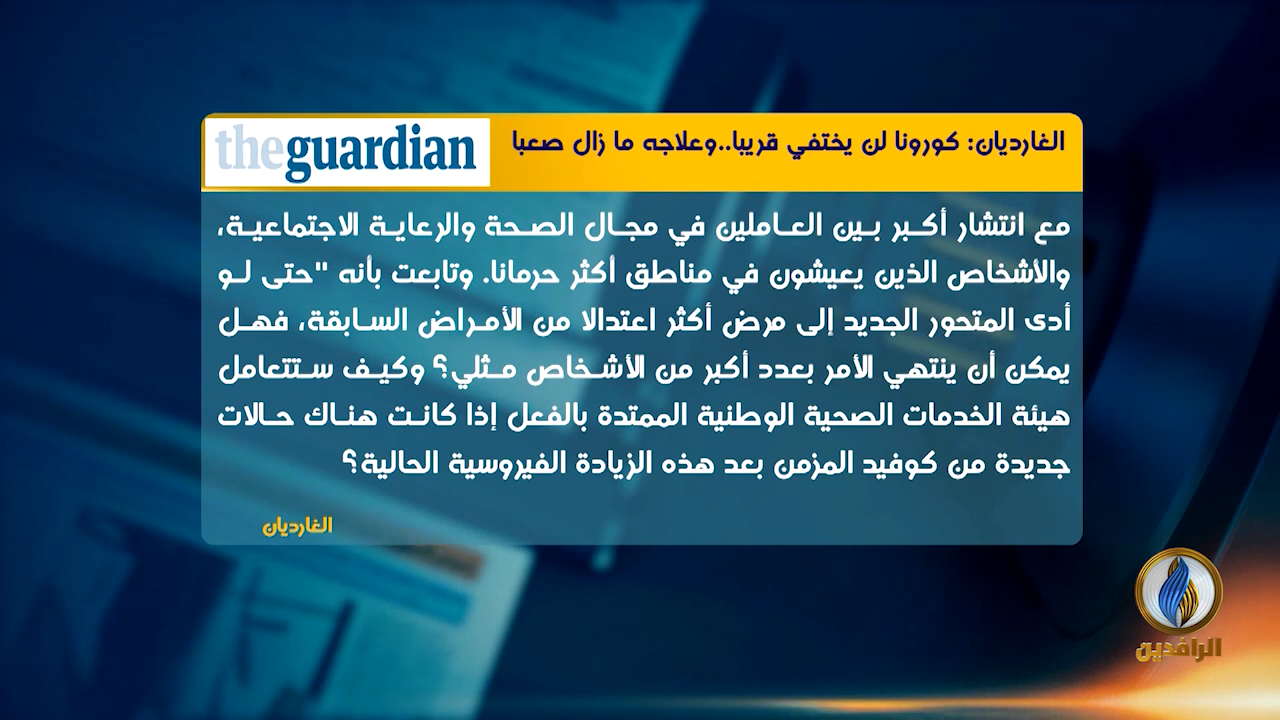 الغارديان: كورونا لن يختفي قريبا..وعلاجه ما زال صعبا
theguardian
مع انتشار أكبر بين العاملين في مجال الصحة والرعاية الاجتماعية،
والأشخاص الذين يعيشون في مناطق أكثر حرمانا. وتابعت بأنه "حتى لو
أدى المتحور الجديد إلى مرض أكثر اعتدالا من الأمراض السابقة، فهل
يمكن أن ينتهي الأمر بعدد أكبر من الأشخاص مثلي؟ وكيف ستتعامل
هيئة الخدمات الصحية الوطنية الممتدة بالفعل إذا كانت هناك حالات
جديدة من كوفيد المزمن بعد هذه الزيادة الفيروسية الحالية؟
الغارديان
الرافدين